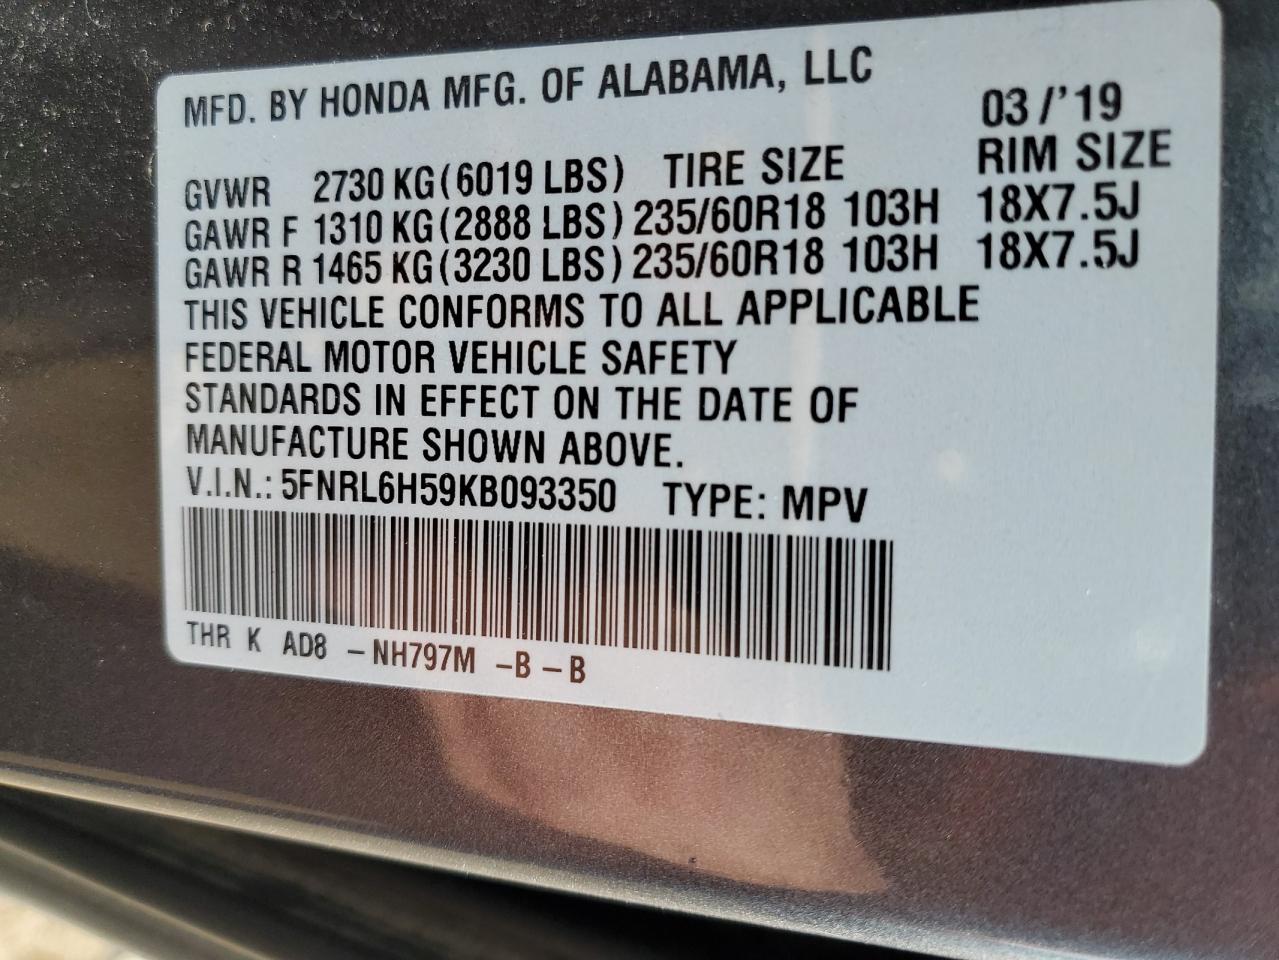 MFD. BY HONDA MFG. OF ALABAMA, LLC 03/'19
GVWR 2730 KG(6019 LBS) TIRE SIZE RIM SIZE
GAWR F 1310 KG(2888 LBS) 235/60R18 103H 18X7.5J
GAWR R 1465 KG(3230 LBS) 235/60R18 103H 18X7.5J
THIS VEHICLE CONFORMS TO ALL APPLICABLE
FEDERAL MOTOR VEHICLE SAFETY
STANDARDS IN EFFECT ON THE DATE OF
MANUFACTURE SHOWN ABOVE.
V.I.N.: 5FNRL6H59KB093350 TYPE: MPV
THR K AD8 -NH797M -B-B